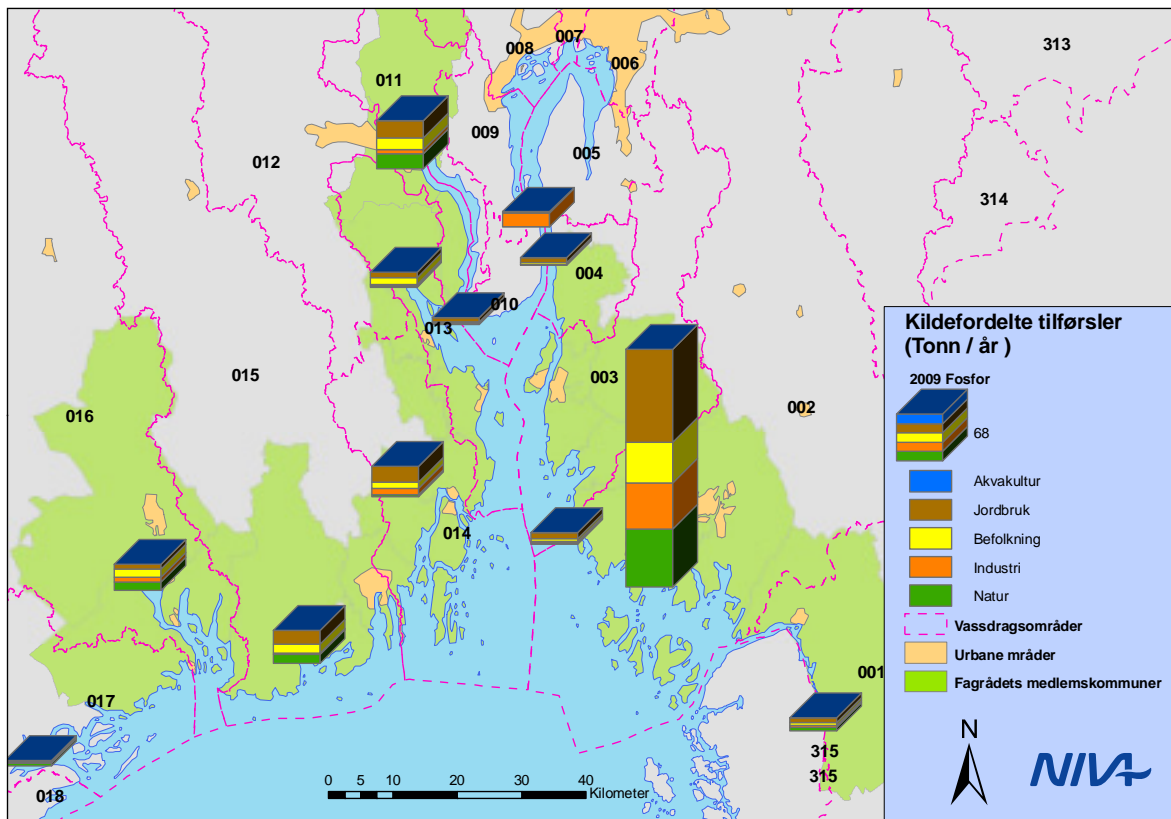 007
008
006
313
011
009
012
005
314
004
010
013
003
015
002
016
014
001
017
315
315
018
0 5 10 20 30 40
Kilometer
Kildefordelte tilførsler
(Tonn / år )
2009 Fosfor
68
Akvakultur
Jordbruk
Befolkning
Industri
Natur
Vassdragsområder
Urbane mråder
Fagrådets medlemskommuner
N
NIVA